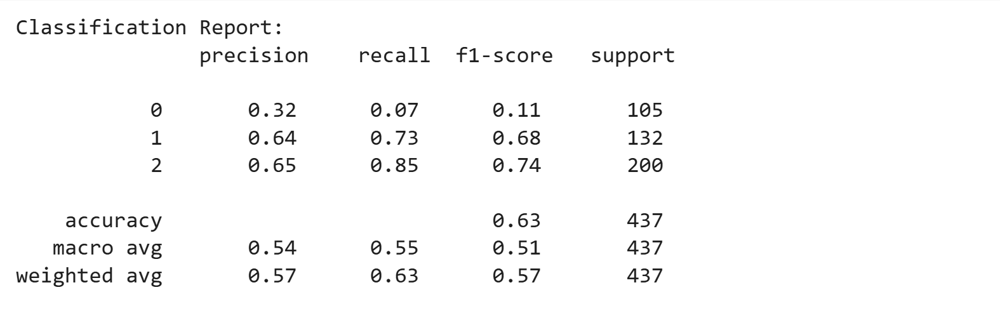 Classification Report:
precision recall f1-score support
0 0.32 0.07 0.11 105
1 0.64 0.73 0.68 132
2 0.65 0.85 0.74 200
accuracy 0.63 437
macro avg 0.54 0.55 0.51 437
weighted avg 0.57 0.63 0.57 437